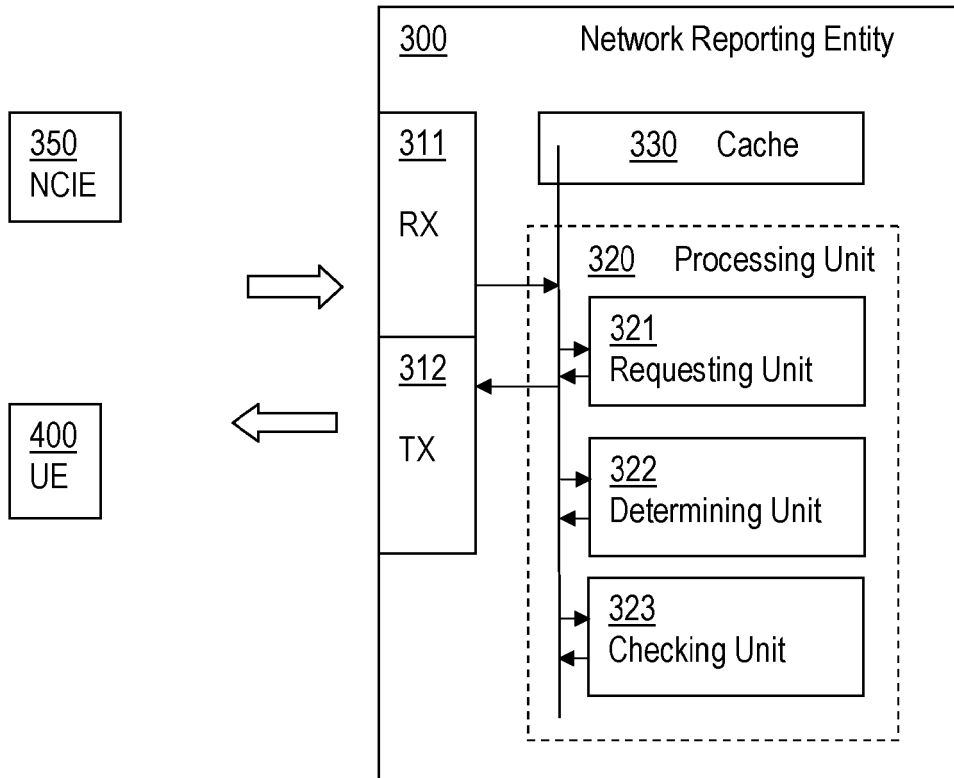 300 Network Reporting Entity
350
NCIE
311
RX
330 Cache
320 Processing Unit
321
Requesting Unit
312
TX
400
UE
322
Determining Unit
323
Checking Unit